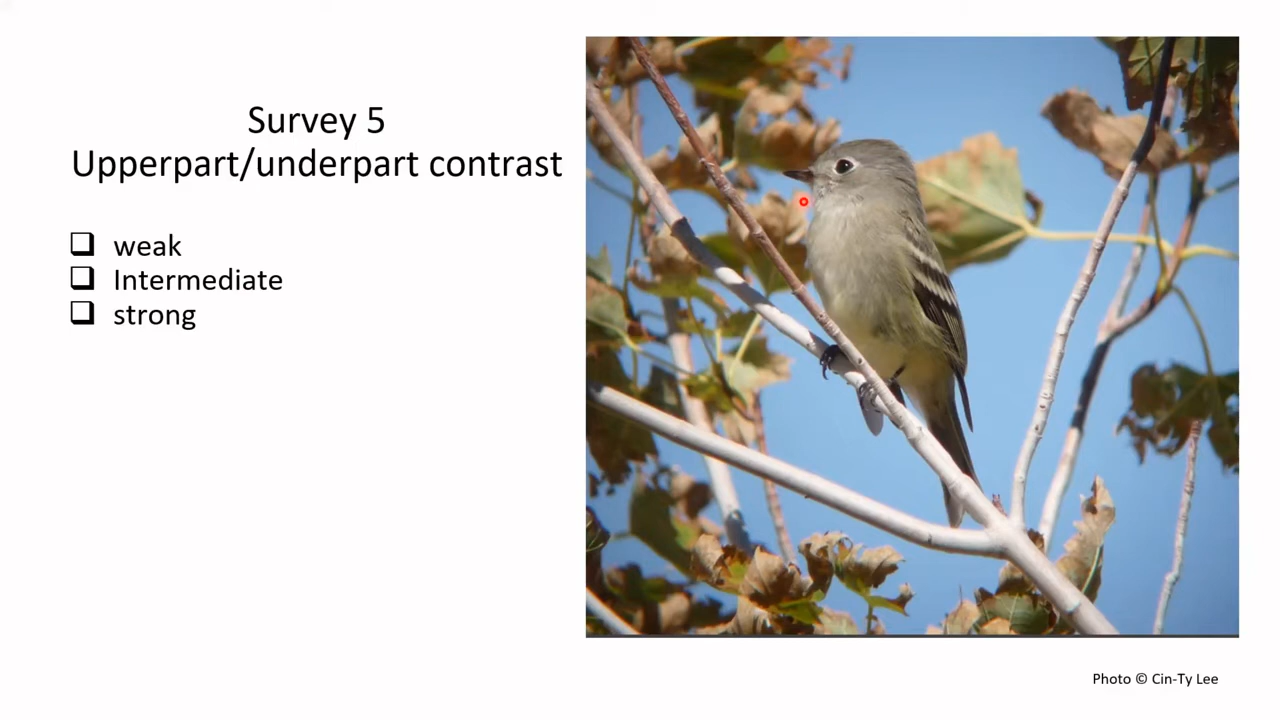 Survey 5
Upperpart/underpart contrast
weak
Intermediate
strong
Photo © Cin-Ty Lee